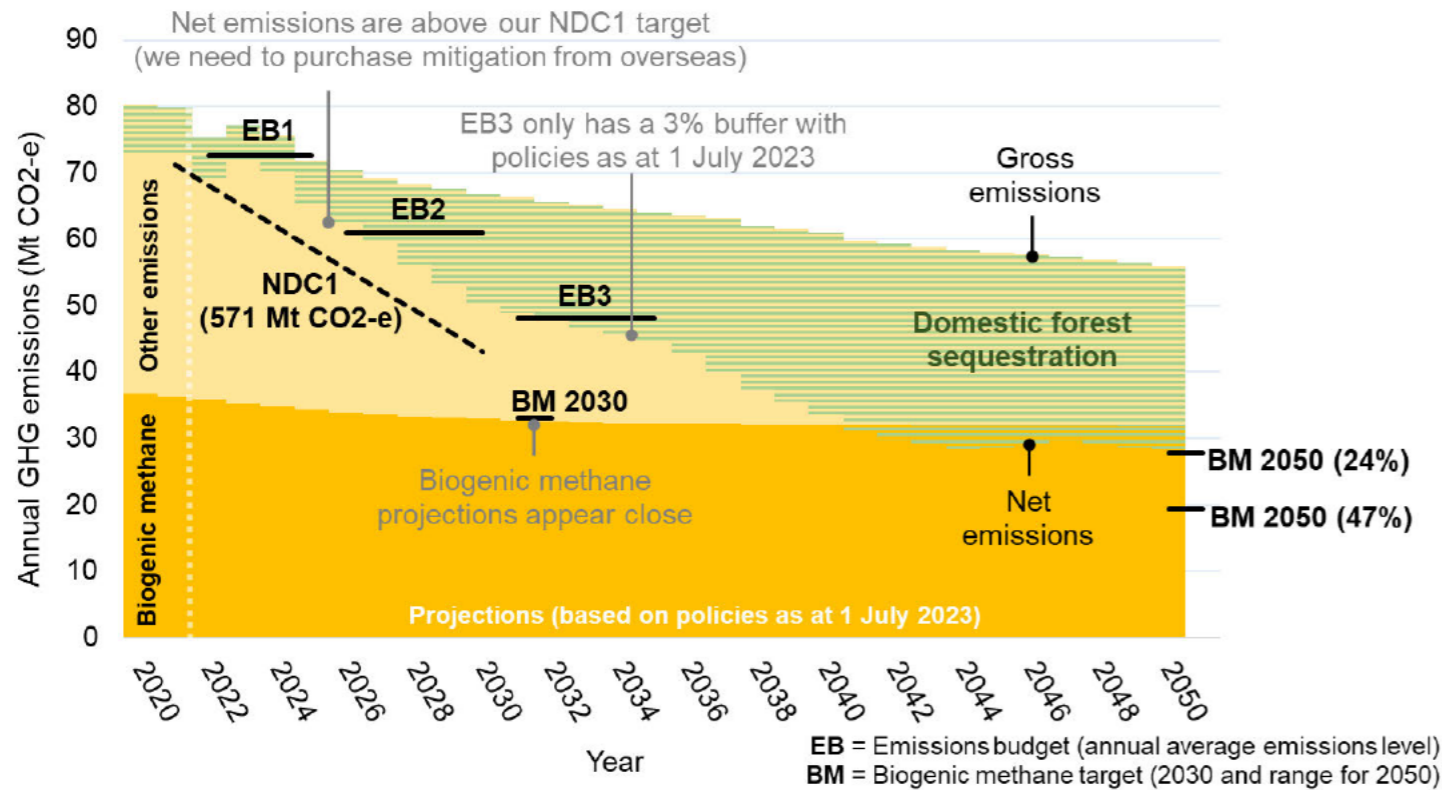 Net emissions are above our NDC1 target
(we need to purchase mitigation from overseas)
EB3 only has a 3% buffer with
policies as at 1 July 2023
Annual GHG emissions (Mt CO2-e)
90
80
70
60
50
40
30
20
10
0
Other emissions
Biogenic methane
EB1
EB2
EB3
NDC1
(571 Mt CO2-e)
Gross
emissions
Domestic forest
sequestration
BM 2030
Biogenic methane
projections appear close
Net
emissions
BM 2050 (24%)
BM 2050 (47%)
Projections (based on policies as at 1 July 2023)
2020
2022
2024
2026
2028
2030
2032
2034
2036
2038
2040
2042
2044
2046
2048
2050
Year
EB = Emissions budget (annual average emissions level)
BM = Biogenic methane target (2030 and range for 2050)